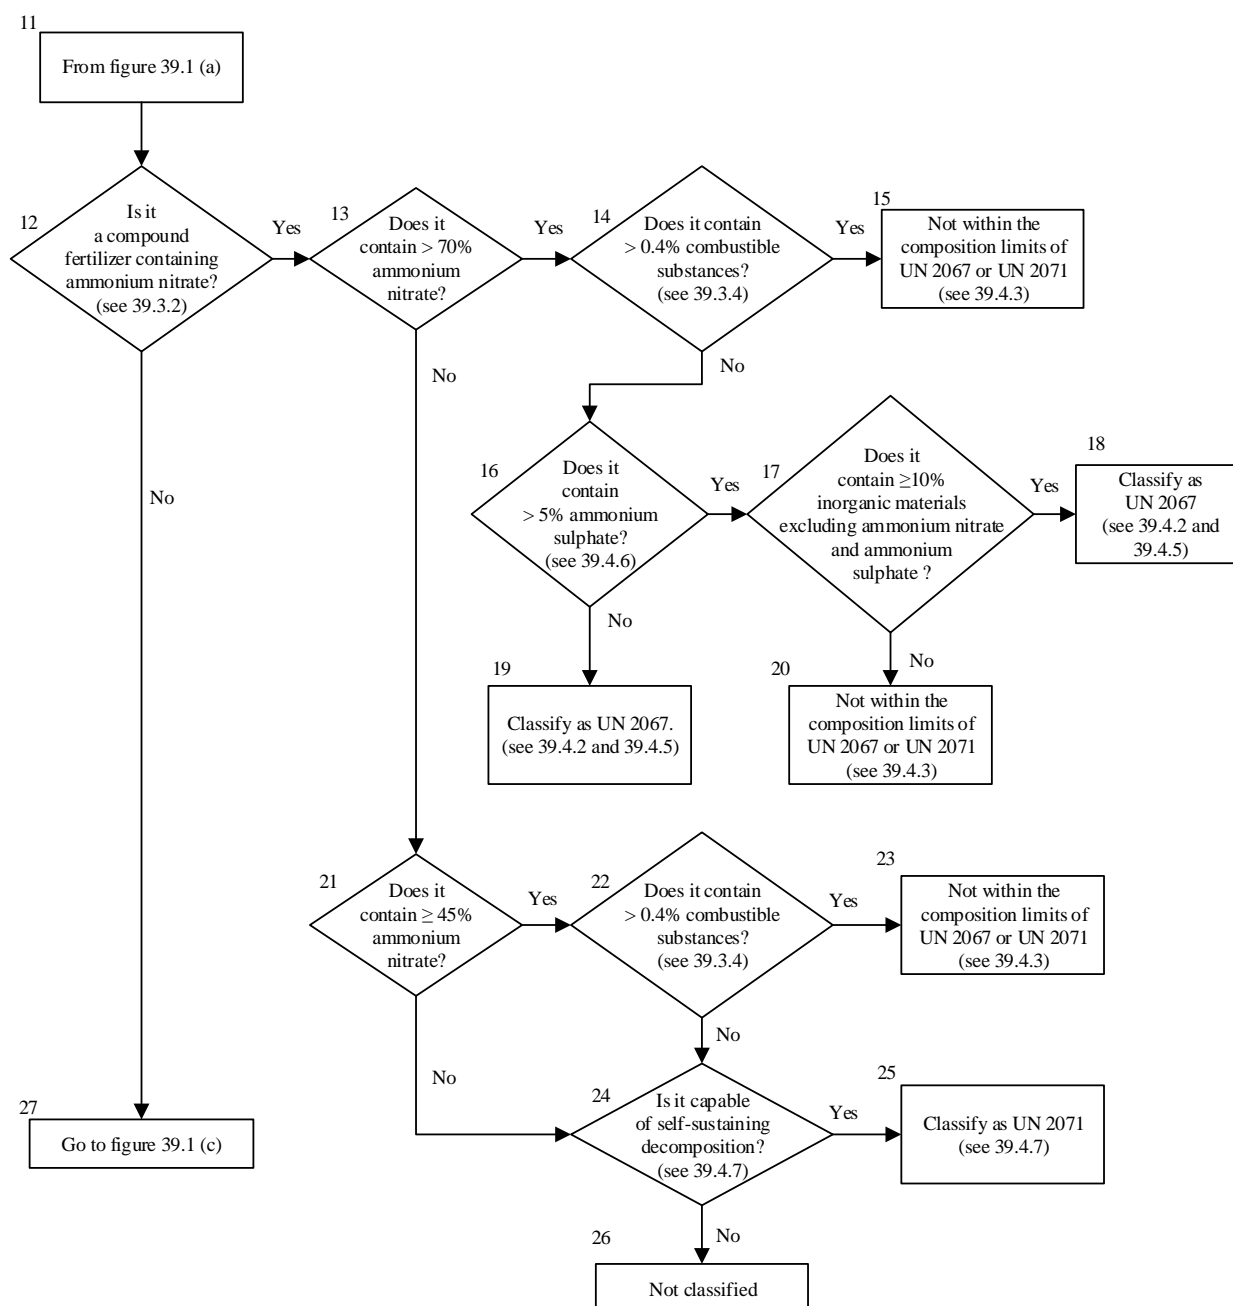 11
From figure 39.1 (a)
12
Is it
a compound
fertilizer containing
ammonium nitrate?
(see 39.3.2)
Yes
13
Does it
contain > 70%
ammonium
nitrate?
Yes
14
Does it contain
> 0.4% combustible
substances?
(see 39.3.4)
Yes
15
Not within the
composition limits of
UN 2067 or UN 2071
(see 39.4.3)
No
No
No
16
Does it
contain
> 5% ammonium
sulphate?
(see 39.4.6)
Yes
17
Does it
contain ≥10%
inorganic materials
excluding ammonium nitrate
and ammonium
sulphate ?
Yes
18
Classify as
UN 2067
(see 39.4.2 and
39.4.5)
No
No
19
Classify as UN 2067.
(see 39.4.2 and 39.4.5)
20
Not within the
composition limits of
UN 2067 or UN 2071
(see 39.4.3)
21
Does it
contain ≥ 45%
ammonium
nitrate?
Yes
22
Does it contain
> 0.4% combustible
substances?
(see 39.3.4)
Yes
23
Not within the
composition limits of
UN 2067 or UN 2071
(see 39.4.3)
No
No
24
Is it capable
of self-sustaining
decomposition?
(see 39.4.7)
Yes
25
Classify as UN 2071
(see 39.4.7)
No
26
Not classified
27
Go to figure 39.1 (c)